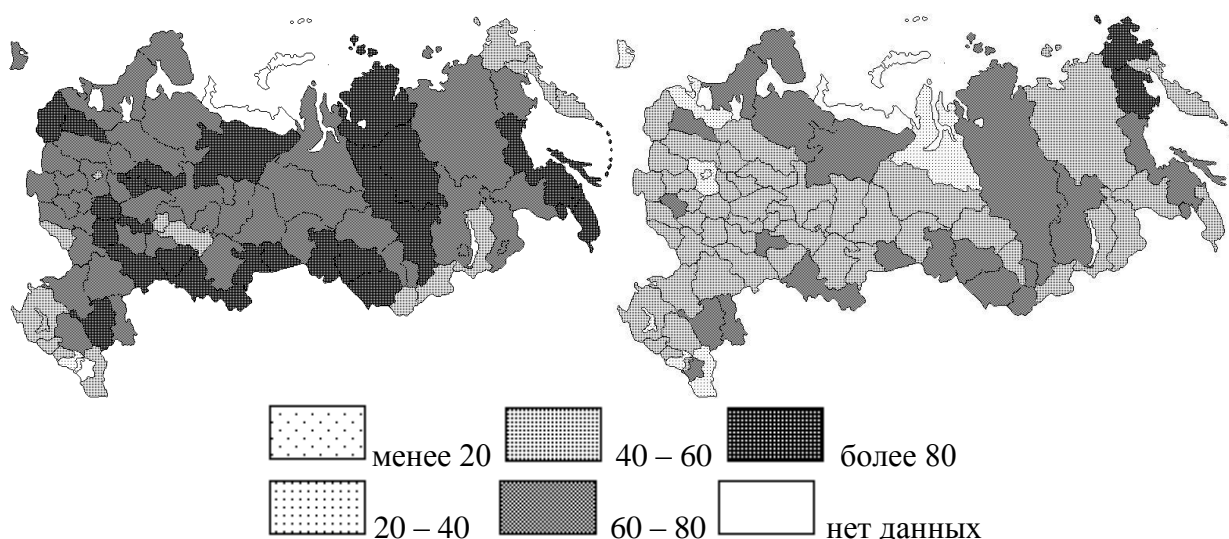 менее 20 40 – 60 более 80
20 – 40 60 – 80 нет данных